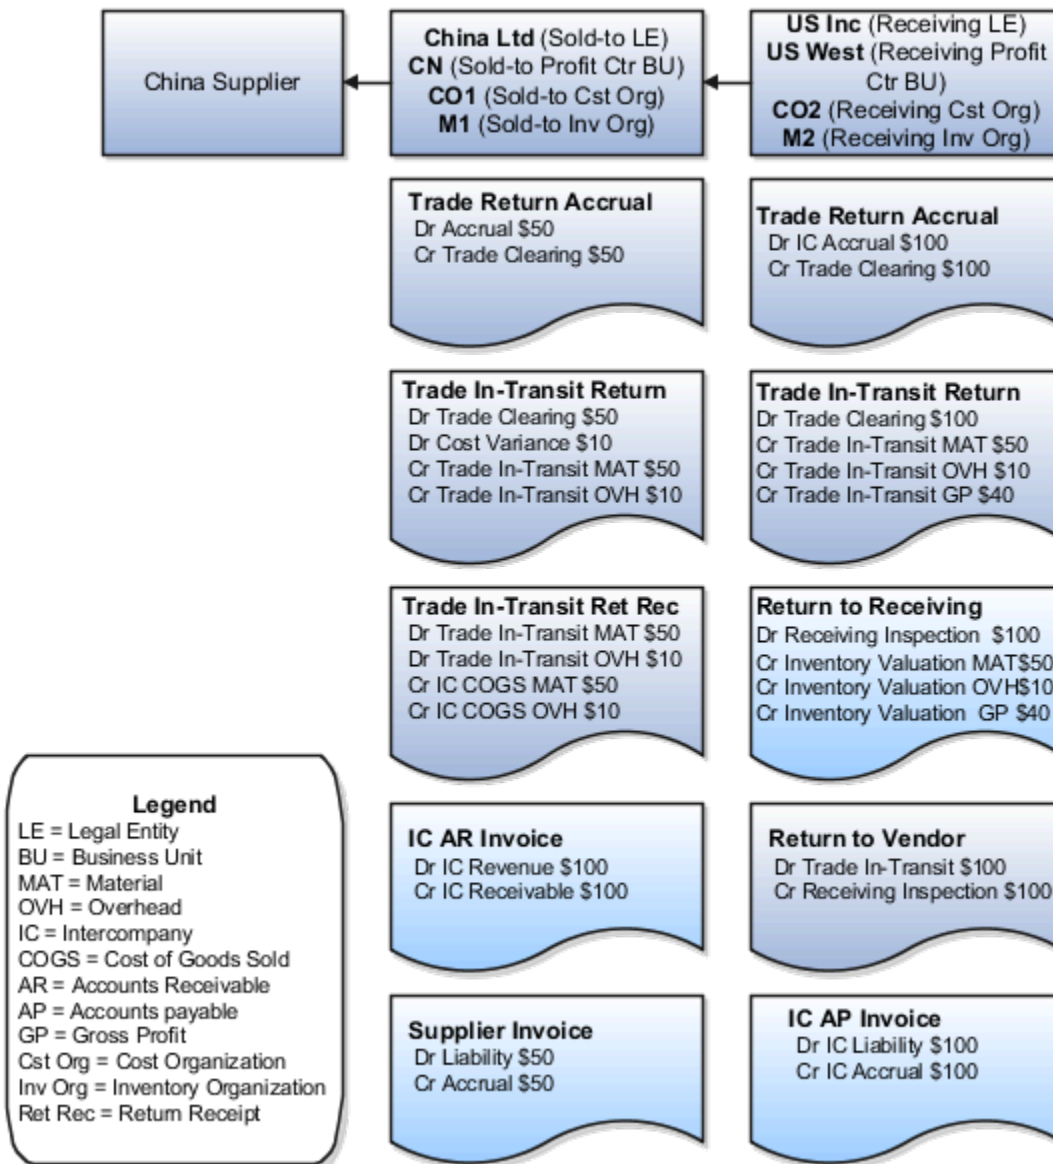 China Supplier
China Ltd (Sold-to LE)
CN (Sold-to Profit Ctr BU)
CO1 (Sold-to Cst Org)
M1 (Sold-to Inv Org)
US Inc (Receiving LE)
US West (Receiving Profit
Ctr BU)
CO2 (Receiving Cst Org)
M2 (Receiving Inv Org)
Trade Return Accrual
Dr Accrual $50
Cr Trade Clearing $50
Trade Return Accrual
Dr IC Accrual $100
Cr Trade Clearing $100
Trade In-Transit Return
Dr Trade Clearing $50
Dr Cost Variance $10
Cr Trade In-Transit MAT $50
Cr Trade In-Transit OVH $10
Trade In-Transit Return
Dr Trade Clearing $100
Cr Trade In-Transit MAT $50
Cr Trade In-Transit OVH $10
Cr Trade In-Transit GP $40
Trade In-Transit Ret Rec
Dr Trade In-Transit MAT $50
Dr Trade In-Transit OVH $10
Cr IC COGS MAT $50
Cr IC COGS OVH $10
Return to Receiving
Dr Receiving Inspection $100
Cr Inventory Valuation MAT$50
Cr Inventory Valuation OVH$10
Cr Inventory Valuation GP $40
IC AR Invoice
Dr IC Revenue $100
Cr IC Receivable $100
Return to Vendor
Dr Trade In-Transit $100
Cr Receiving Inspection $100
Supplier Invoice
Dr Liability $50
Cr Accrual $50
IC AP Invoice
Dr IC Liability $100
Cr IC Accrual $100
Legend
LE = Legal Entity
BU = Business Unit
MAT = Material
OVH = Overhead
IC = Intercompany
COGS = Cost of Goods Sold
AR = Accounts Receivable
AP = Accounts payable
GP = Gross Profit
Cst Org = Cost Organization
Inv Org = Inventory Organization
Ret Rec = Return Receipt